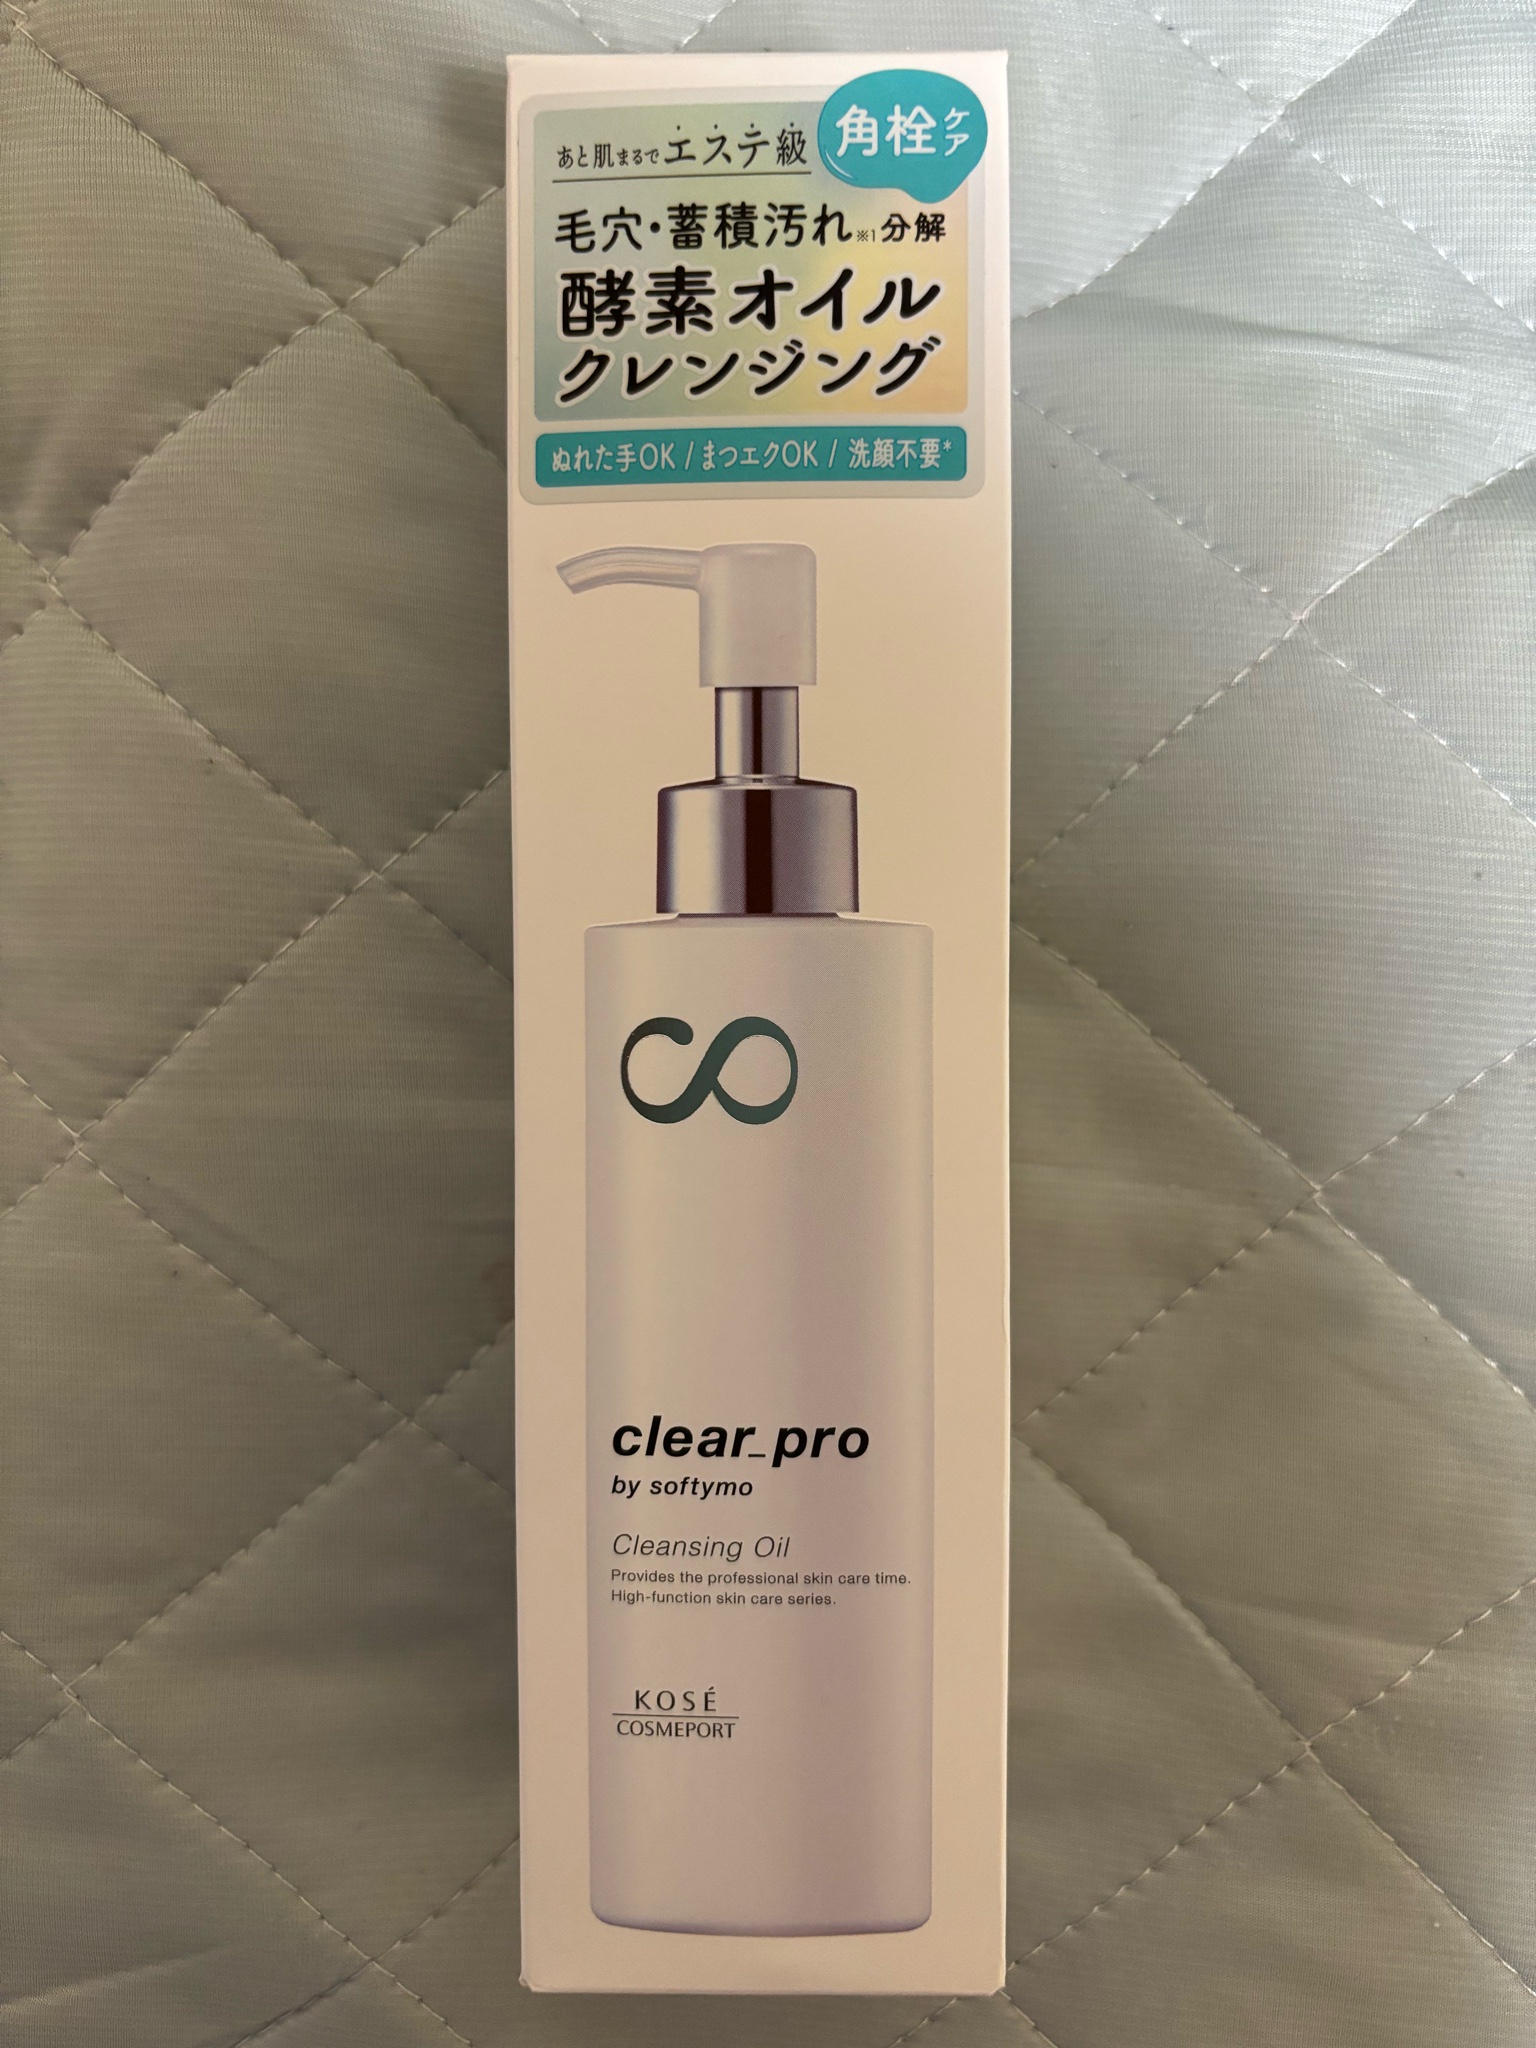 あと肌まるでエステ級
角栓ケア
毛穴・蓄積汚れ※1分解
酵素オイル
クレンジング
ぬれた手OK / まつエクOK / 洗顔不要*
clear_pro
by softymo
Cleansing Oil
Provides the professional skin care time.
High-function skin care series.
KOSÉ
COSMEPORT